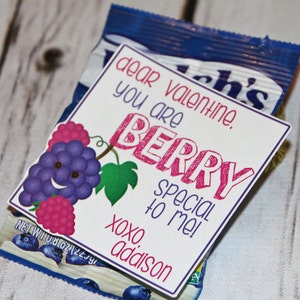 dear valentine,
you are
BERRY
special
to me!
xoxo
addison